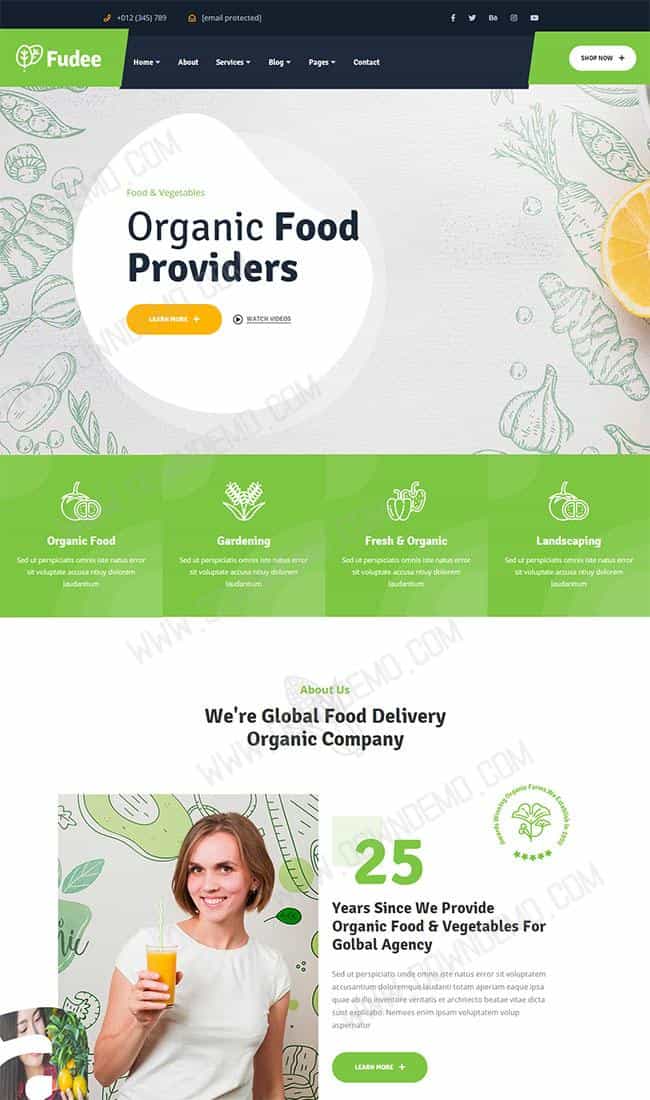 +012 (345) 789
[email protected]
Fudee
Home
About
Services
Blog
Pages
Contact
SHOP NOW +
Food & Vegetables
Organic Food
Providers
LEARN MORE +
WATCH VIDEOS
Organic Food
Sed ut perspiciatis omnis iste natus error
sit voluptate accusa ntiuy dolorem
laudantium
Gardening
Sed ut perspiciatis omnis iste natus error
sit voluptate accusa ntiuy dolorem
laudantium
Fresh & Organic
Sed ut perspiciatis omnis iste natus error
sit voluptate accusa ntiuy dolorem
laudantium
Landscaping
Sed ut perspiciatis omnis iste natus error
sit voluptate accusa ntiuy dolorem
laudantium
About Us
We're Global Food Delivery
Organic Company
Awards Winning Organic Farms We Establish in
25
Years Since We Provide
Organic Food & Vegetables For
Golbal Agency
Sed ut perspiciatis unde omnis iste natus error sit voluptatem
accusantium doloremque laudanti totam aperiam eaque ipsa
quae ab illo inventore veritatis et architecto beatae vitae dicta
sunt explicabo. Nemees enim ipsam voluptatem volup
aspernatur
LEARN MORE +
WWW.DOWNDEMO.COM